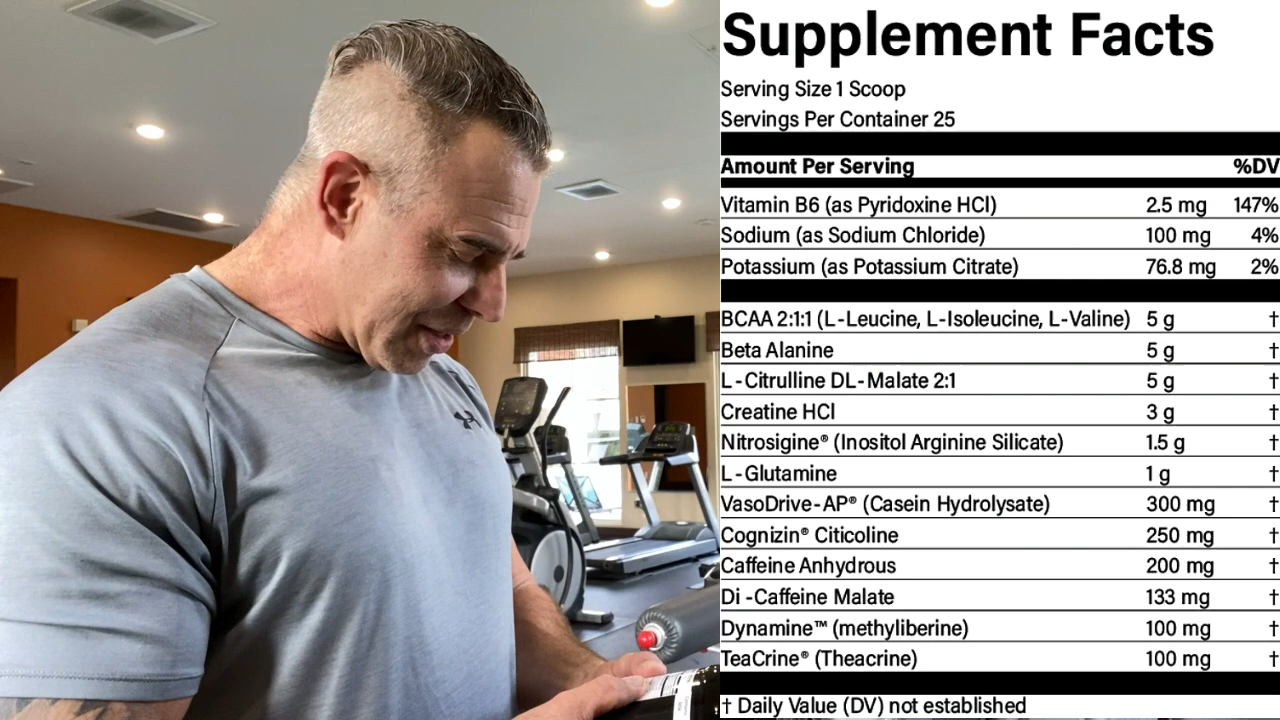 Supplement Facts
Serving Size 1 Scoop
Servings Per Container 25
Amount Per Serving %DV
Vitamin B6 (as Pyridoxine HCl) 2.5 mg 147%
Sodium (as Sodium Chloride) 100 mg 4%
Potassium (as Potassium Citrate) 76.8 mg 2%
BCAA 2:1:1 (L-Leucine, L-Isoleucine, L-Valine) 5 g †
Beta Alanine 5 g †
L-Citrulline DL-Malate 2:1 5 g †
Creatine HCl 3 g †
Nitrosigine® (Inositol Arginine Silicate) 1.5 g †
L-Glutamine 1 g †
VasoDrive-AP® (Casein Hydrolysate) 300 mg †
Cognizin® Citicoline 250 mg †
Caffeine Anhydrous 200 mg †
Di-Caffeine Malate 133 mg †
Dynamine™ (methyliberine) 100 mg †
TeaCrine® (Theacrine) 100 mg †
† Daily Value (DV) not established